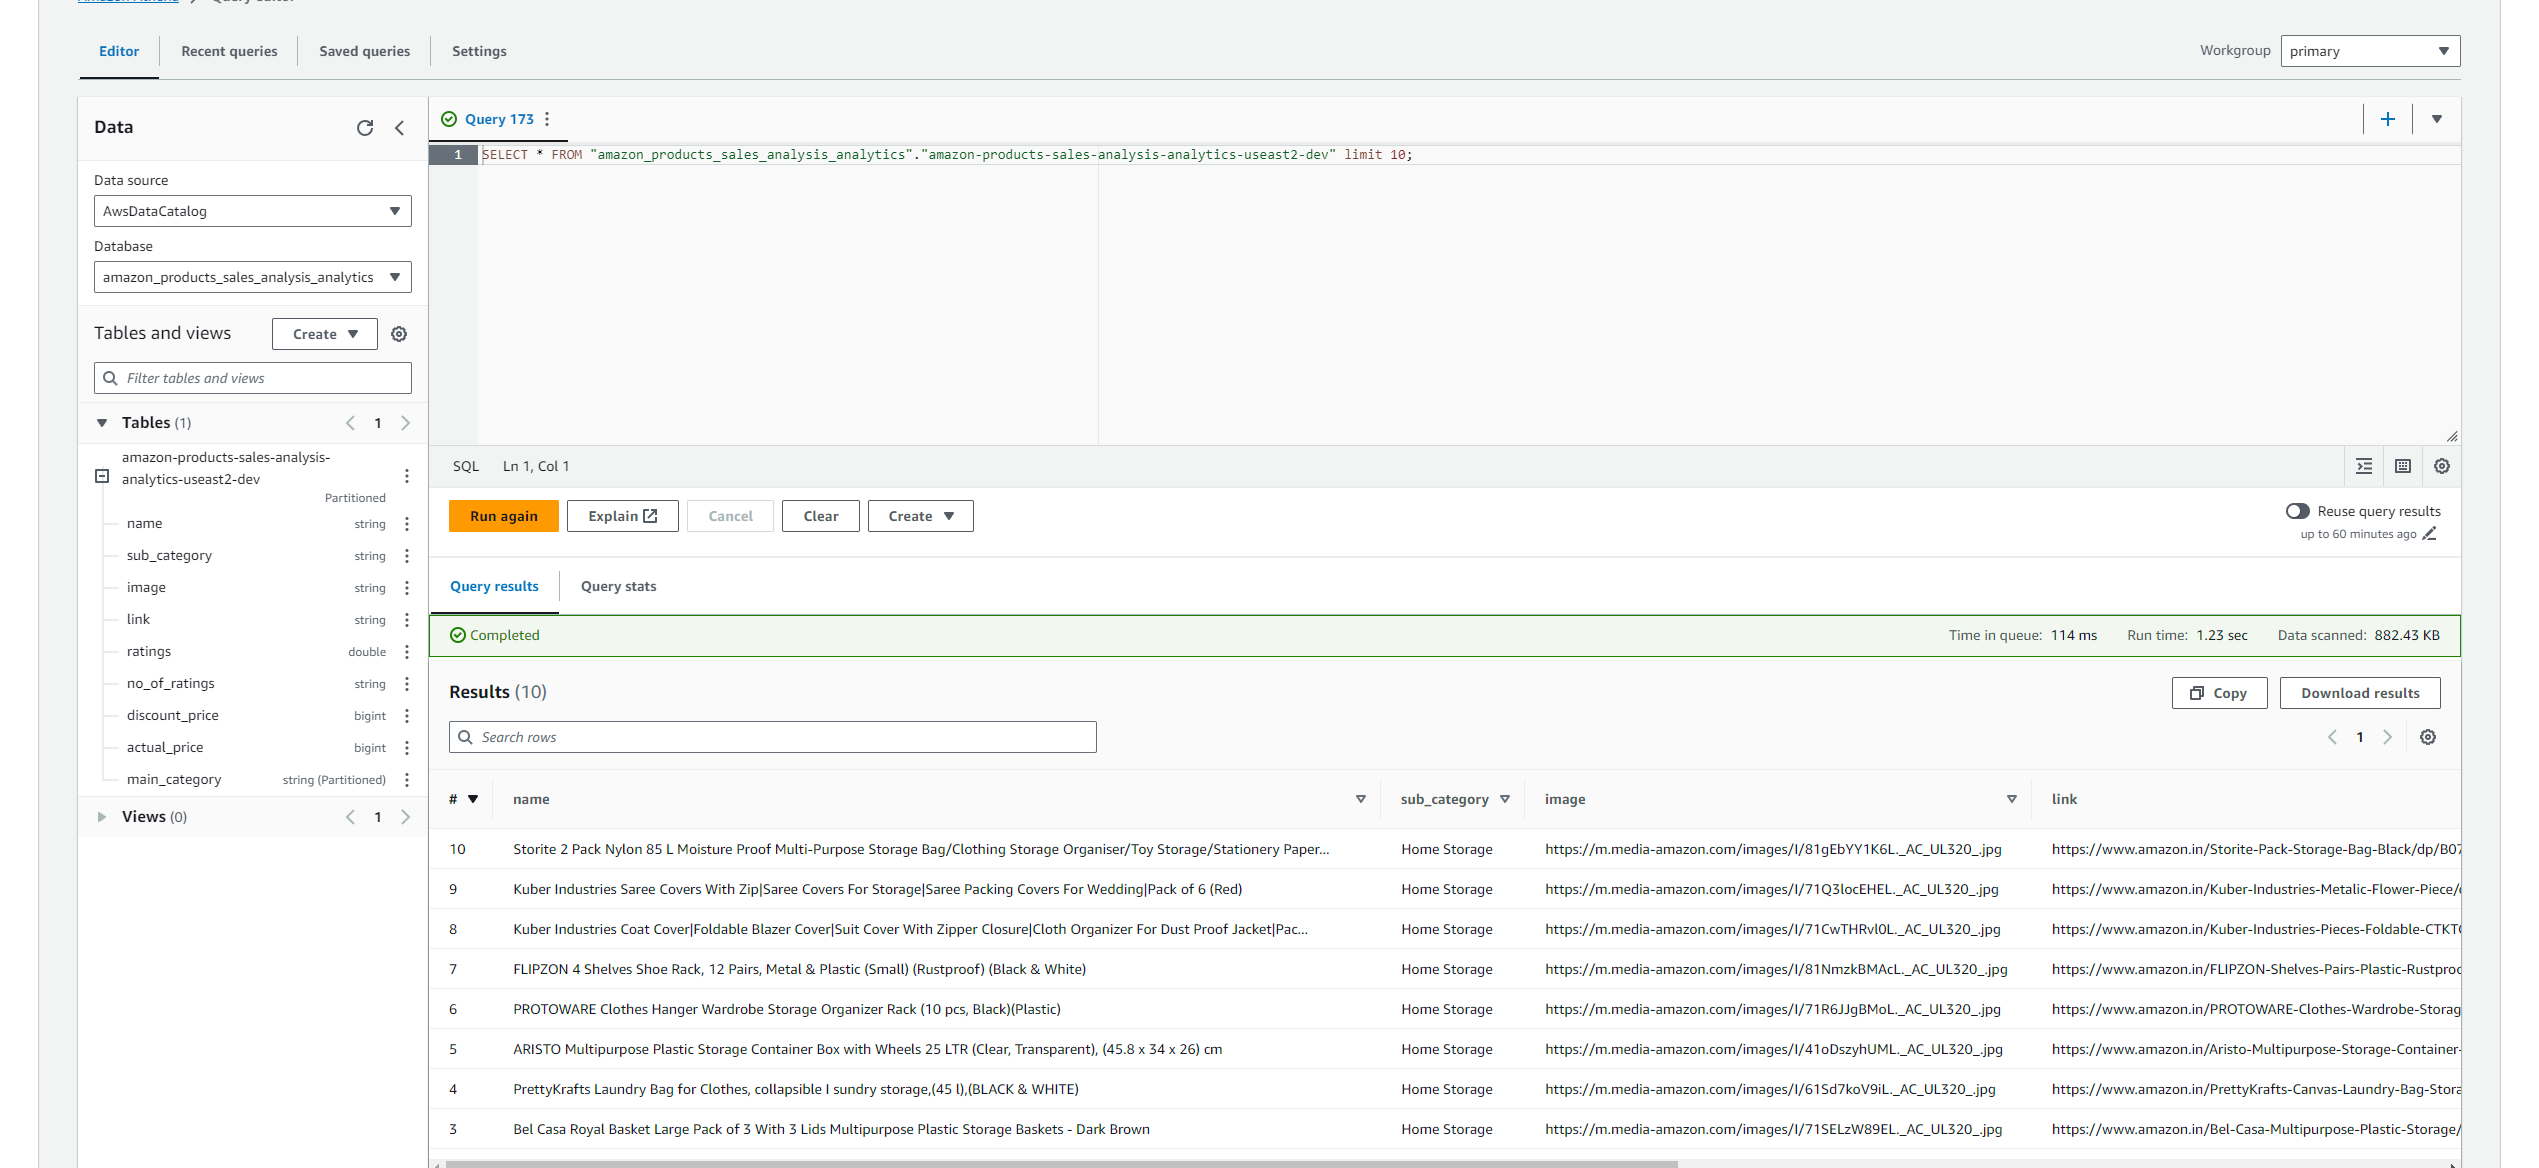 Amazon Athena > Query editor
Editor
Recent queries
Saved queries
Settings
Workgroup
primary
Data
Data source
AwsDataCatalog
Database
amazon_products_sales_analysis_analytics
Tables and views
Create
Filter tables and views
Tables (1)
1
amazon-products-sales-analysis-
analytics-useast2-dev
Partitioned
name string
sub_category string
image string
link string
ratings double
no_of_ratings string
discount_price bigint
actual_price bigint
main_category string (Partitioned)
Views (0)
1
Query 173
1 SELECT * FROM "amazon_products_sales_analysis_analytics"."amazon-products-sales-analysis-analytics-useast2-dev" limit 10;
SQL Ln 1, Col 1
Run again
Explain
Cancel
Clear
Create
Reuse query results
up to 60 minutes ago
Query results
Query stats
Completed
Time in queue: 114 ms Run time: 1.23 sec Data scanned: 882.43 KB
Results (10)
Copy
Download results
Search rows
1
# name sub_category image link
10 Storite 2 Pack Nylon 85 L Moisture Proof Multi-Purpose Storage Bag/Clothing Storage Organiser/Toy Storage/Stationery Paper... Home Storage https://m.media-amazon.com/images/I/81gEbYY1K6L._AC_UL320_.jpg https://www.amazon.in/Storite-Pack-Storage-Bag-Black/dp/B07
9 Kuber Industries Saree Covers With Zip|Saree Covers For Storage|Saree Packing Covers For Wedding|Pack of 6 (Red) Home Storage https://m.media-amazon.com/images/I/71Q3locEHEL._AC_UL320_.jpg https://www.amazon.in/Kuber-Industries-Metalic-Flower-Piece/
8 Kuber Industries Coat Cover|Foldable Blazer Cover|Suit Cover With Zipper Closure|Cloth Organizer For Dust Proof Jacket|Pac... Home Storage https://m.media-amazon.com/images/I/71CwTHRvl0L._AC_UL320_.jpg https://www.amazon.in/Kuber-Industries-Pieces-Foldable-CTKT
7 FLIPZON 4 Shelves Shoe Rack, 12 Pairs, Metal & Plastic (Small) (Rustproof) (Black & White) Home Storage https://m.media-amazon.com/images/I/81NmzkBMAcL._AC_UL320_.jpg https://www.amazon.in/FLIPZON-Shelves-Pairs-Plastic-Rustproo
6 PROTOWARE Clothes Hanger Wardrobe Storage Organizer Rack (10 pcs, Black)(Plastic) Home Storage https://m.media-amazon.com/images/I/71R6JJgBMoL._AC_UL320_.jpg https://www.amazon.in/PROTOWARE-Clothes-Wardrobe-Storag
5 ARISTO Multipurpose Plastic Storage Container Box with Wheels 25 LTR (Clear, Transparent), (45.8 x 34 x 26) cm Home Storage https://m.media-amazon.com/images/I/41oDszyhUML._AC_UL320_.jpg https://www.amazon.in/Aristo-Multipurpose-Storage-Container-
4 PrettyKrafts Laundry Bag for Clothes, collapsible I sundry storage,(45 l),(BLACK & WHITE) Home Storage https://m.media-amazon.com/images/I/61Sd7koV9iL._AC_UL320_.jpg https://www.amazon.in/PrettyKrafts-Canvas-Laundry-Bag-Stora
3 Bel Casa Royal Basket Large Pack of 3 With 3 Lids Multipurpose Plastic Storage Baskets - Dark Brown Home Storage https://m.media-amazon.com/images/I/71SELzW89EL._AC_UL320_.jpg https://www.amazon.in/Bel-Casa-Multipurpose-Plastic-Storage/